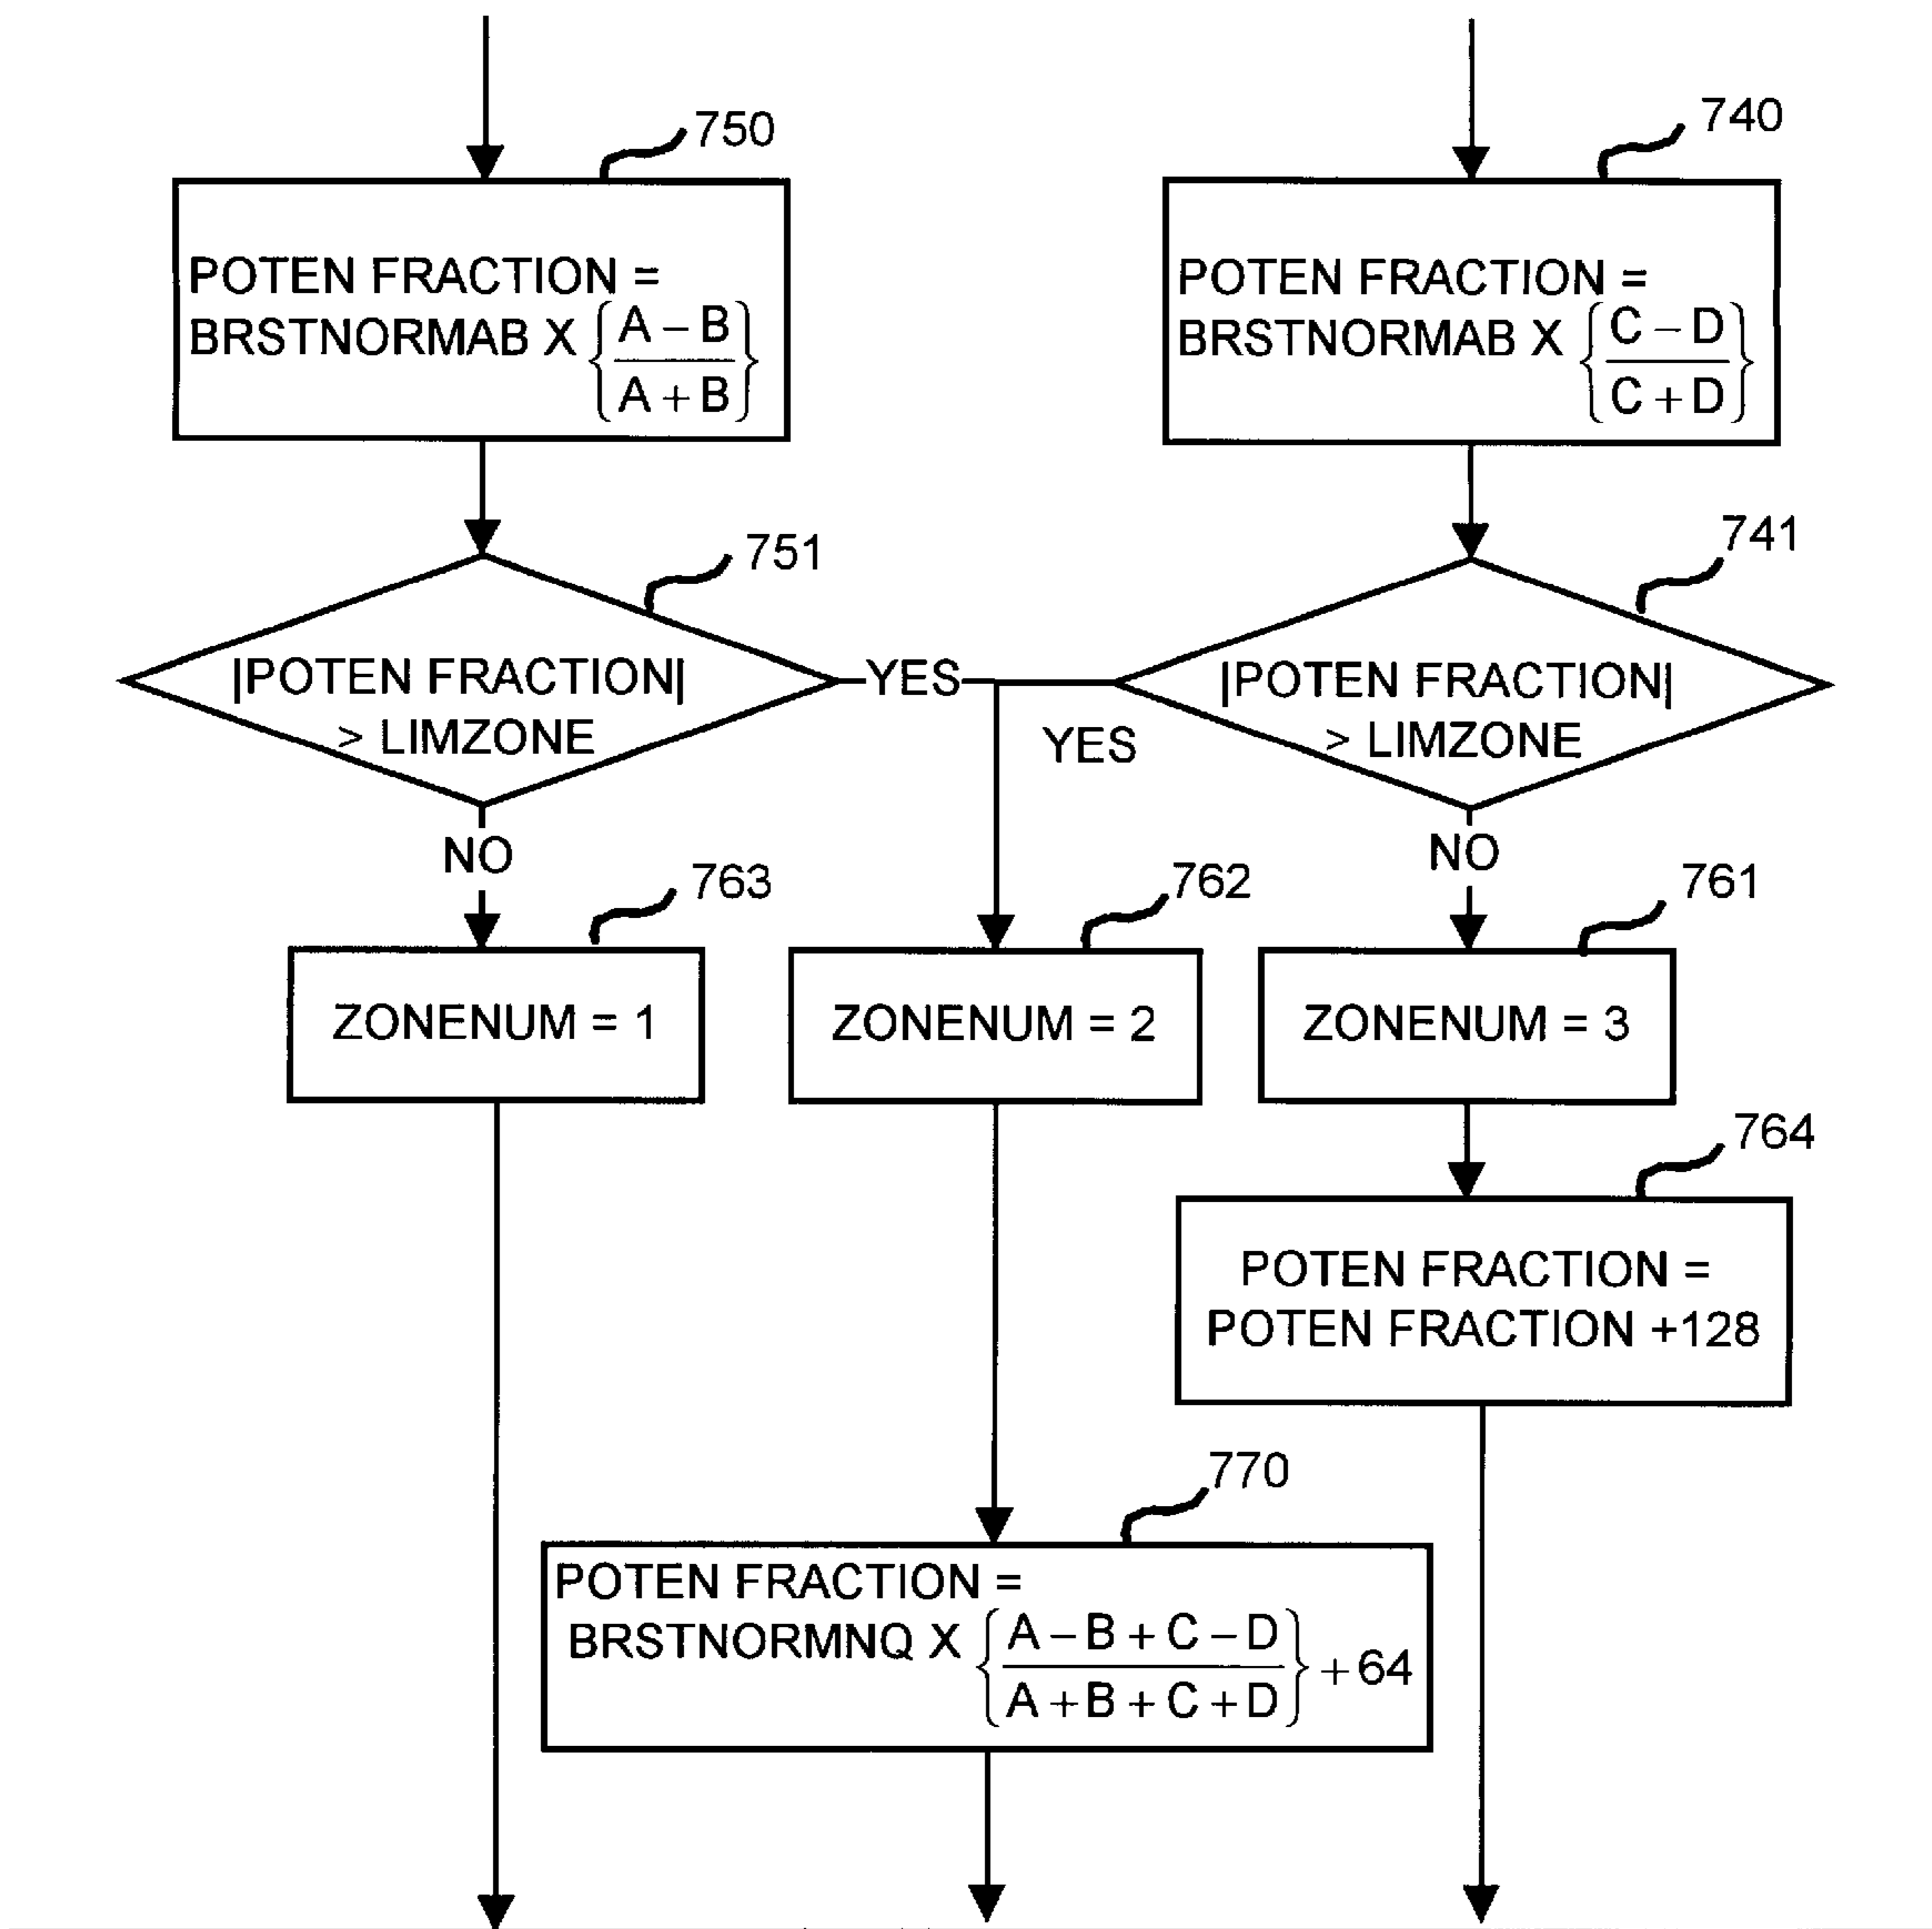 750
740
POTEN FRACTION =
BRSTNORMAB X {A – B / A + B}
POTEN FRACTION =
BRSTNORMAB X {C – D / C + D}
751
741
|POTEN FRACTION|
> LIMZONE
YES
YES
|POTEN FRACTION|
> LIMZONE
NO
NO
763
762
761
ZONENUM = 1
ZONENUM = 2
ZONENUM = 3
764
POTEN FRACTION =
POTEN FRACTION +128
770
POTEN FRACTION =
BRSTNORMNQ X {A – B + C – D / A + B + C + D} + 64